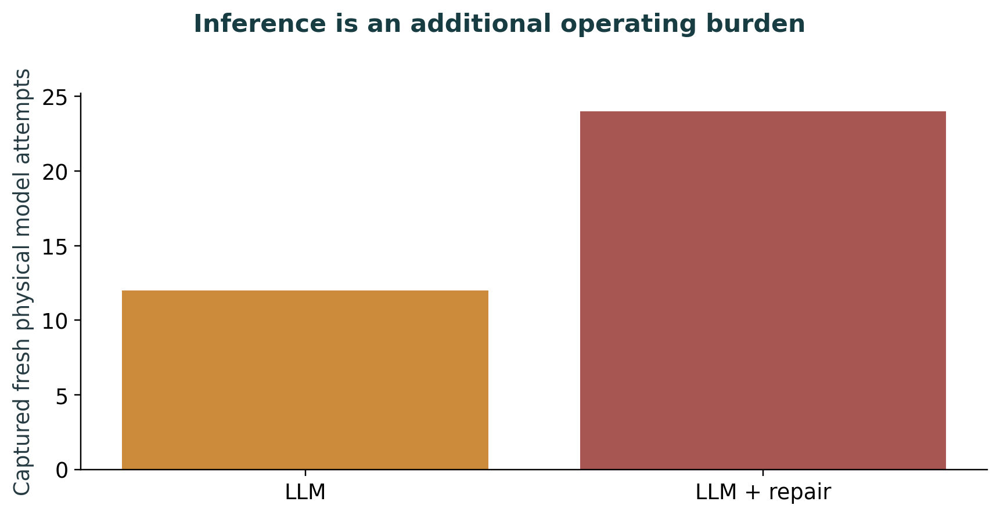 Inference is an additional operating burden
Captured fresh physical model attempts
25
20
15
10
5
0
LLM
LLM + repair